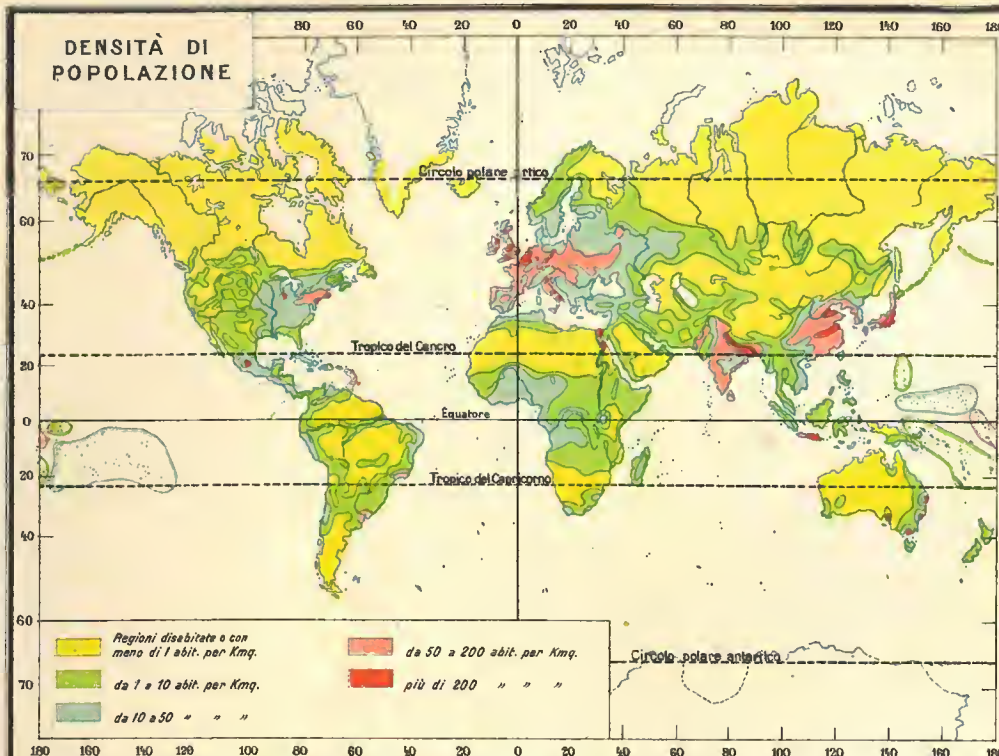 DENSITÀ DI
POPOLAZIONE
80 60 40 20 0 20 40 60 80 100 120 140 160 180
70
60
40
20
0
20
40
60
70
Circolo polare artico
Tropico del Cancro
Equatore
Tropico del Capricorno
Circolo polare antartico
Regioni disabitate o con
meno di 1 abit. per Kmq.
da 1 a 10 abit. per Kmq.
da 10 a 50 " " "
da 50 a 200 abit. per Kmq.
più di 200 " " "
180 160 140 120 100 80 60 40 20 0 20 40 60 80 100 120 140 160 180